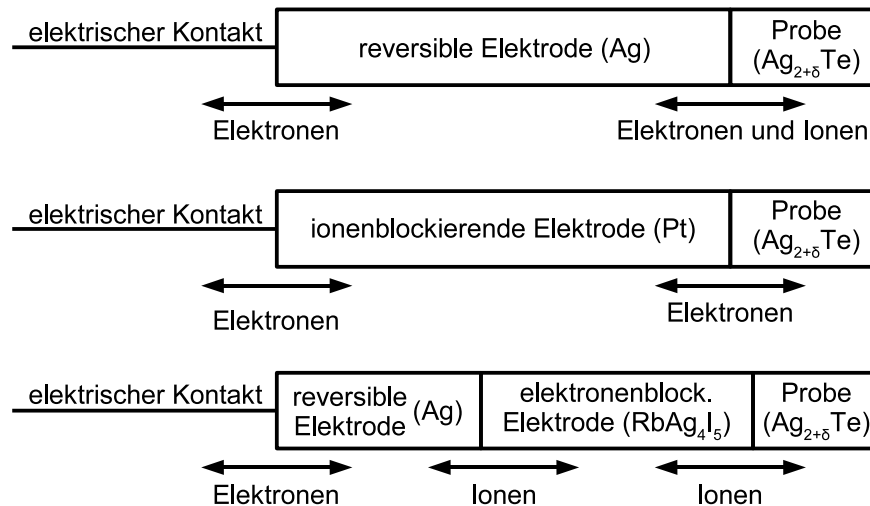 elektrischer Kontakt
reversible Elektrode (Ag)
Probe
(Ag2+δTe)
Elektronen
Elektronen und Ionen
elektrischer Kontakt
ionenblockierende Elektrode (Pt)
Probe
(Ag2+δTe)
Elektronen
Elektronen
elektrischer Kontakt
reversible
Elektrode (Ag)
elektronenblock.
Elektrode (RbAg4I5)
Probe
(Ag2+δTe)
Elektronen
Ionen
Ionen